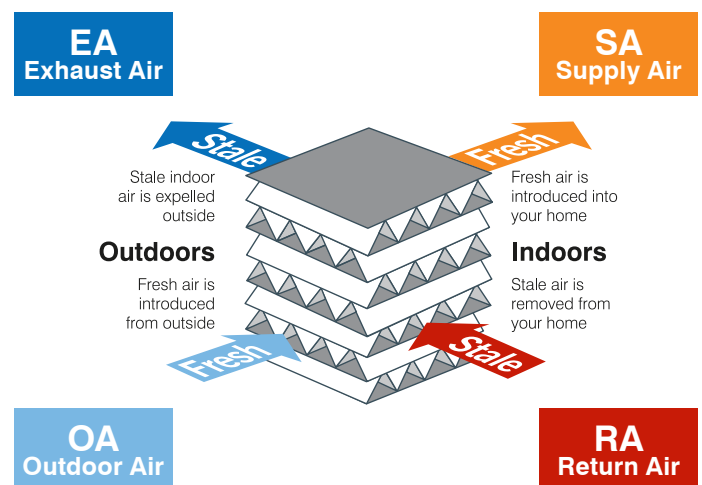 EA
Exhaust Air
SA
Supply Air
Stale
Fresh
Stale indoor
air is expelled
outside
Fresh air is
introduced into
your home
Outdoors
Indoors
Fresh air is
introduced
from outside
Stale air is
removed from
your home
Fresh
Stale
OA
Outdoor Air
RA
Return Air